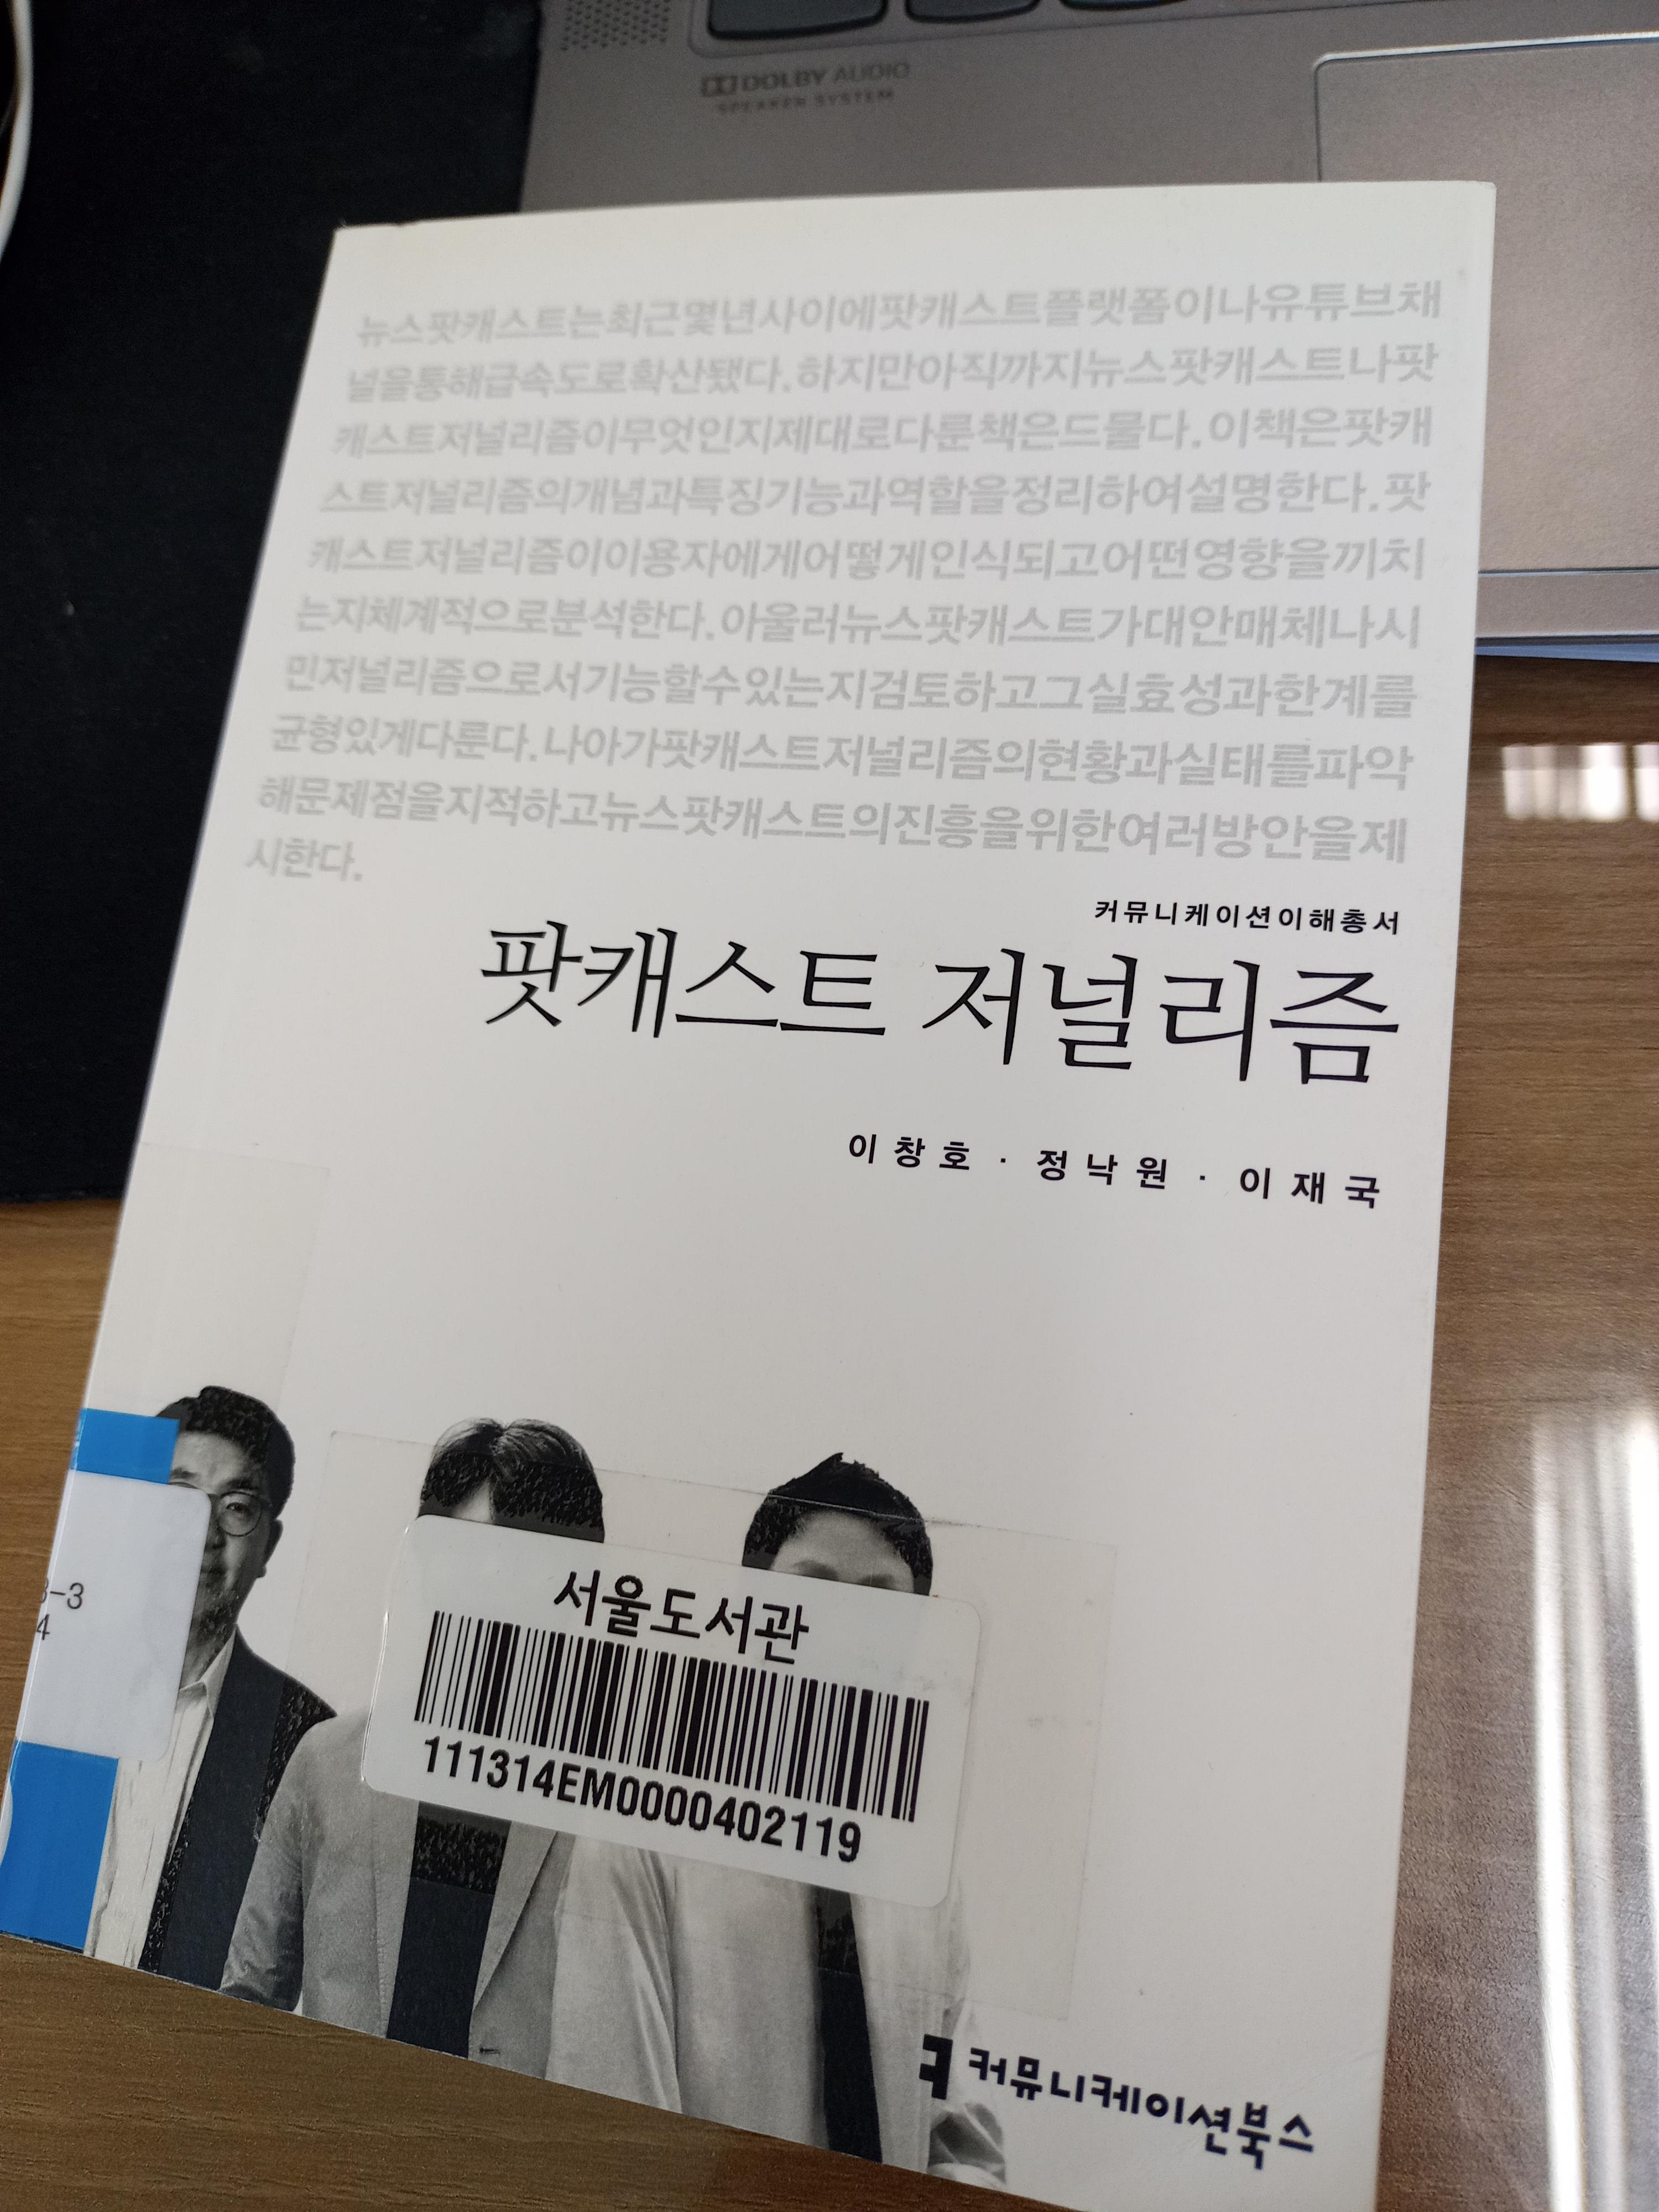 DOLBY AUDIO
SPEAKER SYSTEM
뉴스팟캐스트는최근몇년사이에팟캐스트플랫폼이나유튜브채
널을통해급속도로확산됐다.하지만아직까지뉴스팟캐스트나팟
캐스트저널리즘이무엇인지제대로다룬책은드물다.이책은팟캐
스트저널리즘의개념과특징기능과역할을정리하여설명한다.팟
캐스트저널리즘이이용자에게어떻게인식되고어떤영향을끼치
는지체계적으로분석한다.아울러뉴스팟캐스트가대안매체나시
민저널리즘으로서기능할수있는지검토하고그실효성과한계를
균형있게다룬다.나아가팟캐스트저널리즘의현황과실태를파악
해문제점을지적하고뉴스팟캐스트의진흥을위한여러방안을제
시한다.
커뮤니케이션이해총서
팟캐스트 저널리즘
이창호 · 정낙원 · 이재국
-3
4
서울도서관
111314EM0000402119
커뮤니케이션북스